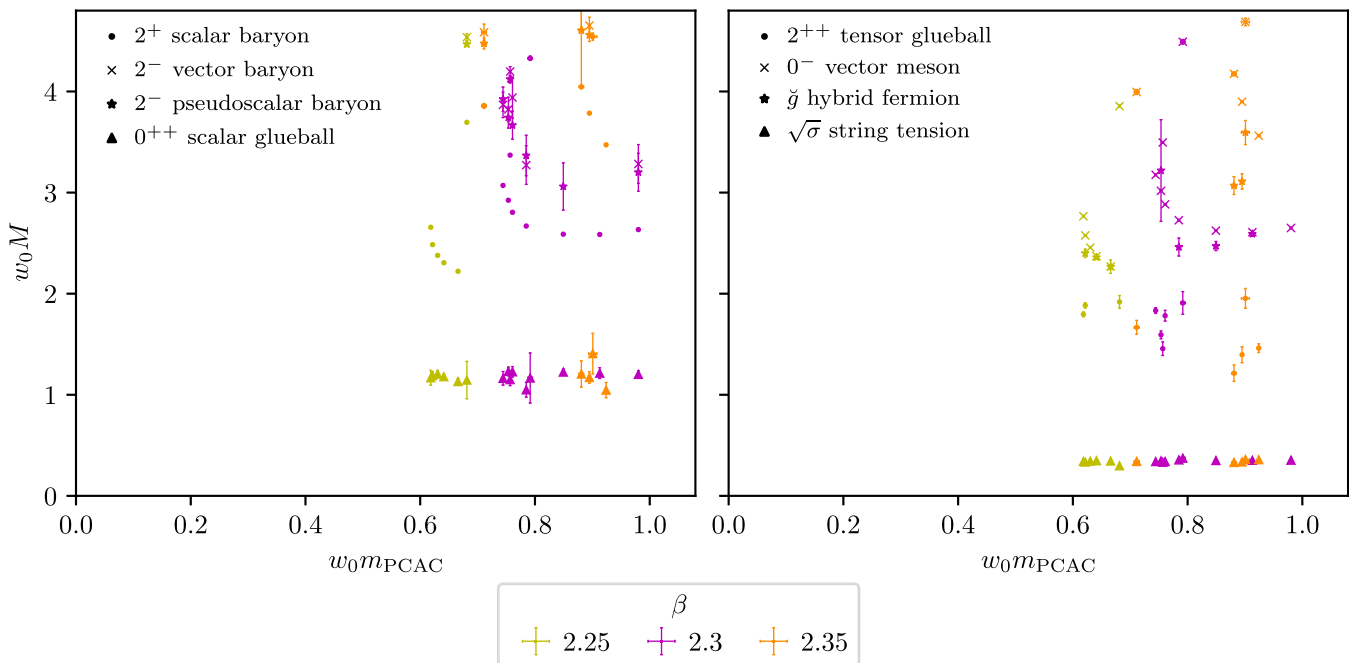 2⁺ scalar baryon
2⁻ vector baryon
2⁻ pseudoscalar baryon
0⁺⁺ scalar glueball
2⁺⁺ tensor glueball
0⁻ vector meson
ğ hybrid fermion
√σ string tension
w₀M
4
3
2
1
0
0.0 0.2 0.4 0.6 0.8 1.0
0.0 0.2 0.4 0.6 0.8 1.0
w₀m_PCAC
w₀m_PCAC
β
2.25 2.3 2.35